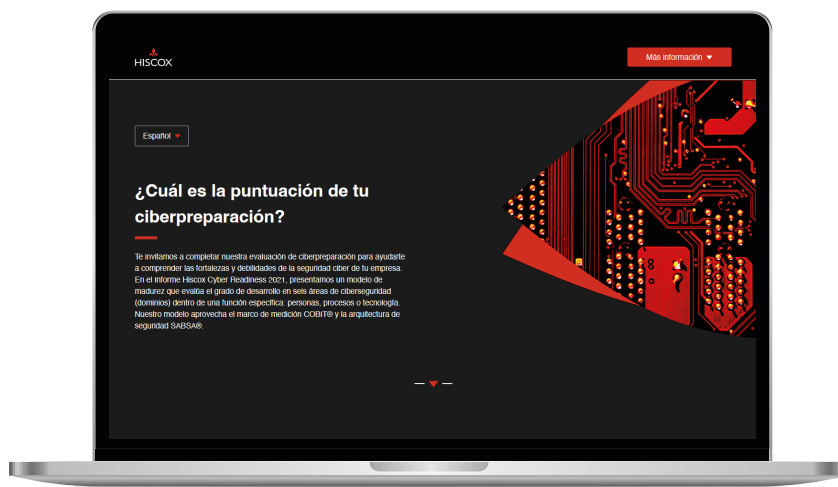 HISCOX
Más información
Español
¿Cuál es la puntuación de tu
ciberpreparación?
Te invitamos a completar nuestra evaluación de ciberpreparación para ayudarte
a comprender las fortalezas y debilidades de la seguridad ciber de tu empresa.
En el informe Hiscox Cyber Readiness 2021, presentamos un modelo de
madurez que evalúa el grado de desarrollo en seis áreas de ciberseguridad
(dominios) dentro de una función específica: personas, procesos o tecnología.
Nuestro modelo aprovecha el marco de medición COBIT® y la arquitectura de
seguridad SABSA®.